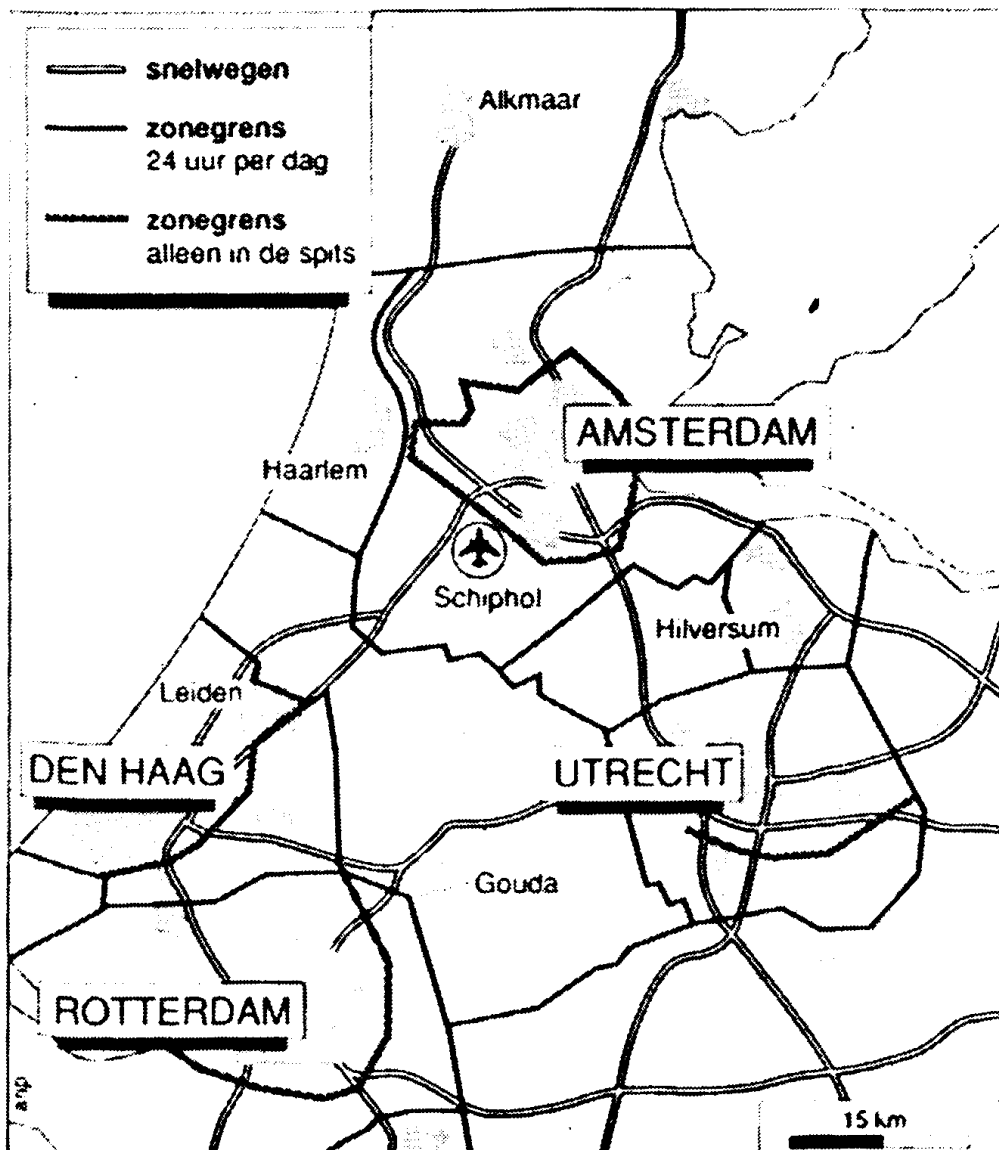 snelwegen
zonegrens
24 uur per dag
zonegrens
alleen in de spits
Alkmaar
AMSTERDAM
Haarlem
Schiphol
Hilversum
Leiden
DEN HAAG
UTRECHT
Gouda
ROTTERDAM
anp
15 km